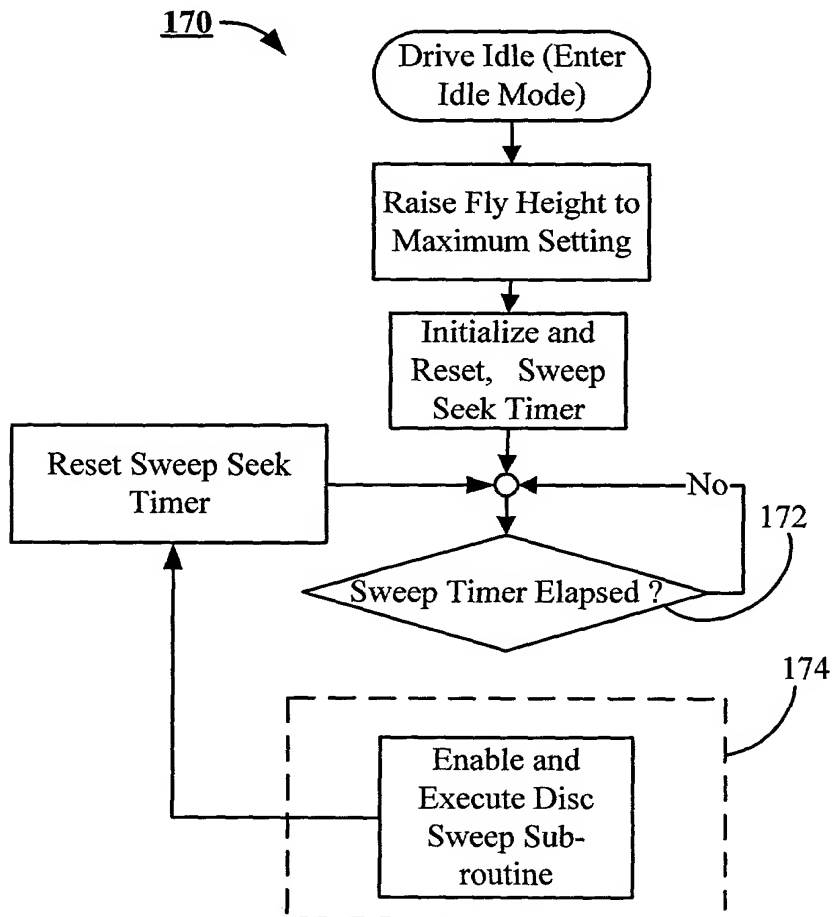 170
Drive Idle (Enter
Idle Mode)
Raise Fly Height to
Maximum Setting
Initialize and
Reset, Sweep
Seek Timer
Reset Sweep Seek
Timer
No
172
Sweep Timer Elapsed ?
174
Enable and
Execute Disc
Sweep Sub-
routine